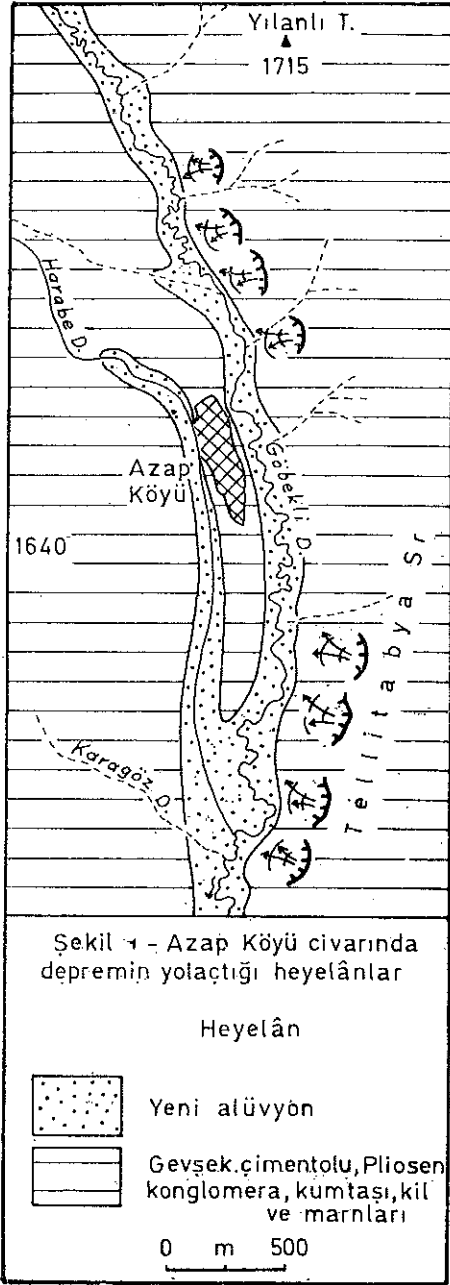 Yılanlı T.
1715
Harabe D.
Azap
Köyü
Göbekli D.
1640
Tellitabya Sr
Karagöz D.
Şekil 1 - Azap Köyü civarında
depremin yolaçtığı heyelânlar
Heyelân
Yeni alüvyon
Gevşek.çimentolu, Pliosen
konglomera, kumtaşı, kil
ve marnları
0 m 500